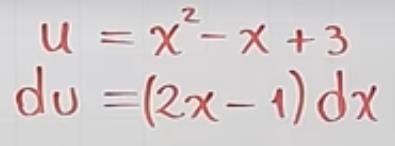 u = x² - x + 3
du = (2x - 1) dx